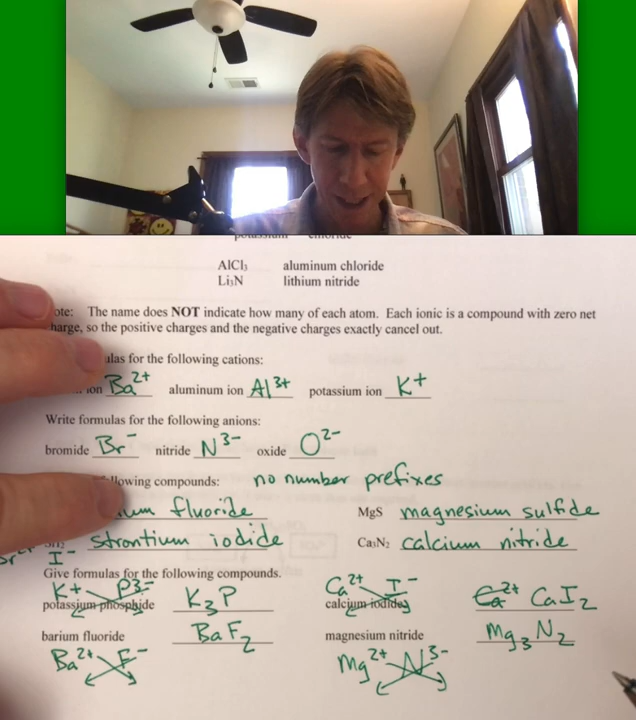 AlCl₃ aluminum chloride
Li₃N lithium nitride
ote: The name does NOT indicate how many of each atom. Each ionic is a compound with zero net
harge, so the positive charges and the negative charges exactly cancel out.
ulas for the following cations:
ion Ba²⁺ aluminum ion Al³⁺ potassium ion K⁺
Write formulas for the following anions:
bromide Br⁻ nitride N³⁻ oxide O²⁻
llowing compounds: no number prefixes
ium fluoride MgS magnesium sulfide
strontium iodide Ca₃N₂ calcium nitride
I⁻
Give formulas for the following compounds.
K⁺ P³⁻ Ca²⁺ I⁻
potassium phosphide K₃P calcium iodide Ca²⁺ CaI₂
barium fluoride BaF₂ magnesium nitride Mg₃N₂
Ba²⁺ F⁻ Mg²⁺ N³⁻